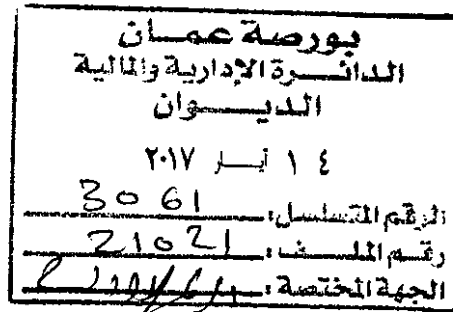 بورصة عمان
الدائرة الإدارية والمالية
الديوان
١٤ أيار ٢٠١٧
الرقم المتسلسل: 3061
رقم الملف: 21021
الجهة المختصة: